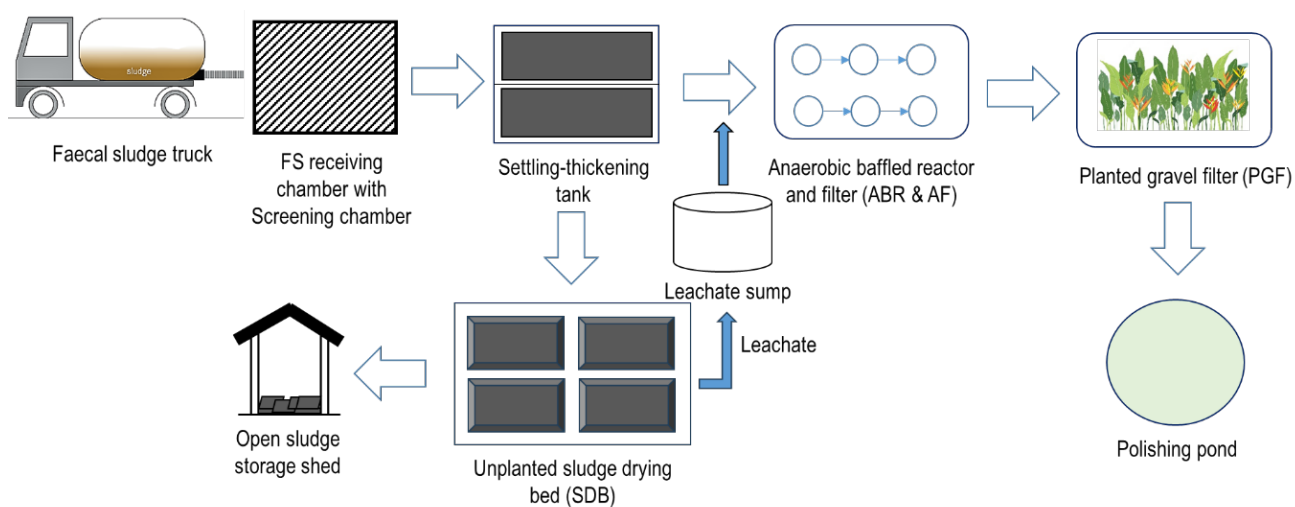 sludge
Faecal sludge truck
FS receiving
chamber with
Screening chamber
Settling-thickening
tank
Anaerobic baffled reactor
and filter (ABR & AF)
Planted gravel filter (PGF)
Leachate sump
Leachate
Open sludge
storage shed
Unplanted sludge drying
bed (SDB)
Polishing pond